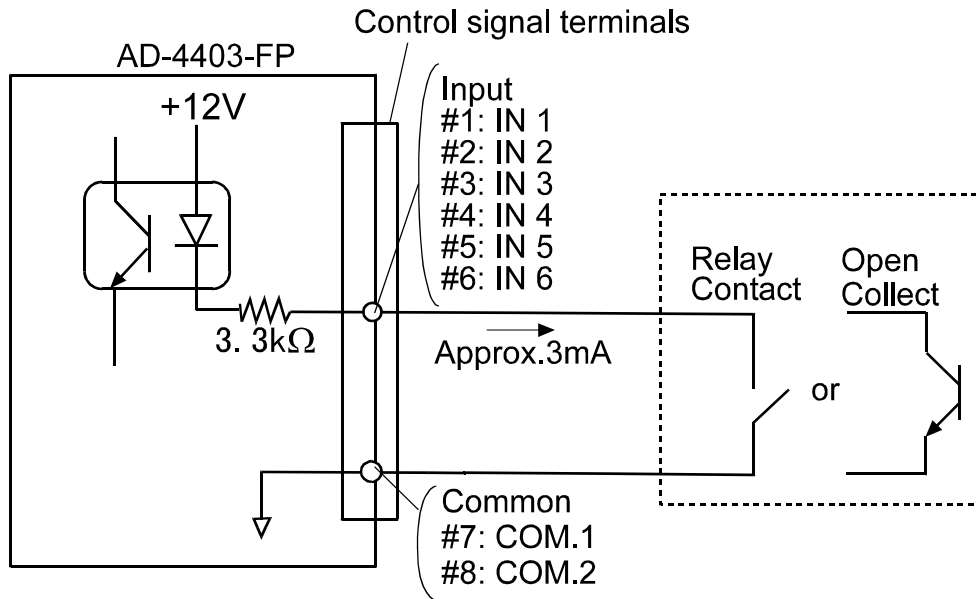 Control signal terminals
AD-4403-FP
+12V
Input
#1: IN 1
#2: IN 2
#3: IN 3
#4: IN 4
#5: IN 5
#6: IN 6
3. 3kΩ
Approx.3mA
Relay
Contact
or
Open
Collect
Common
#7: COM.1
#8: COM.2